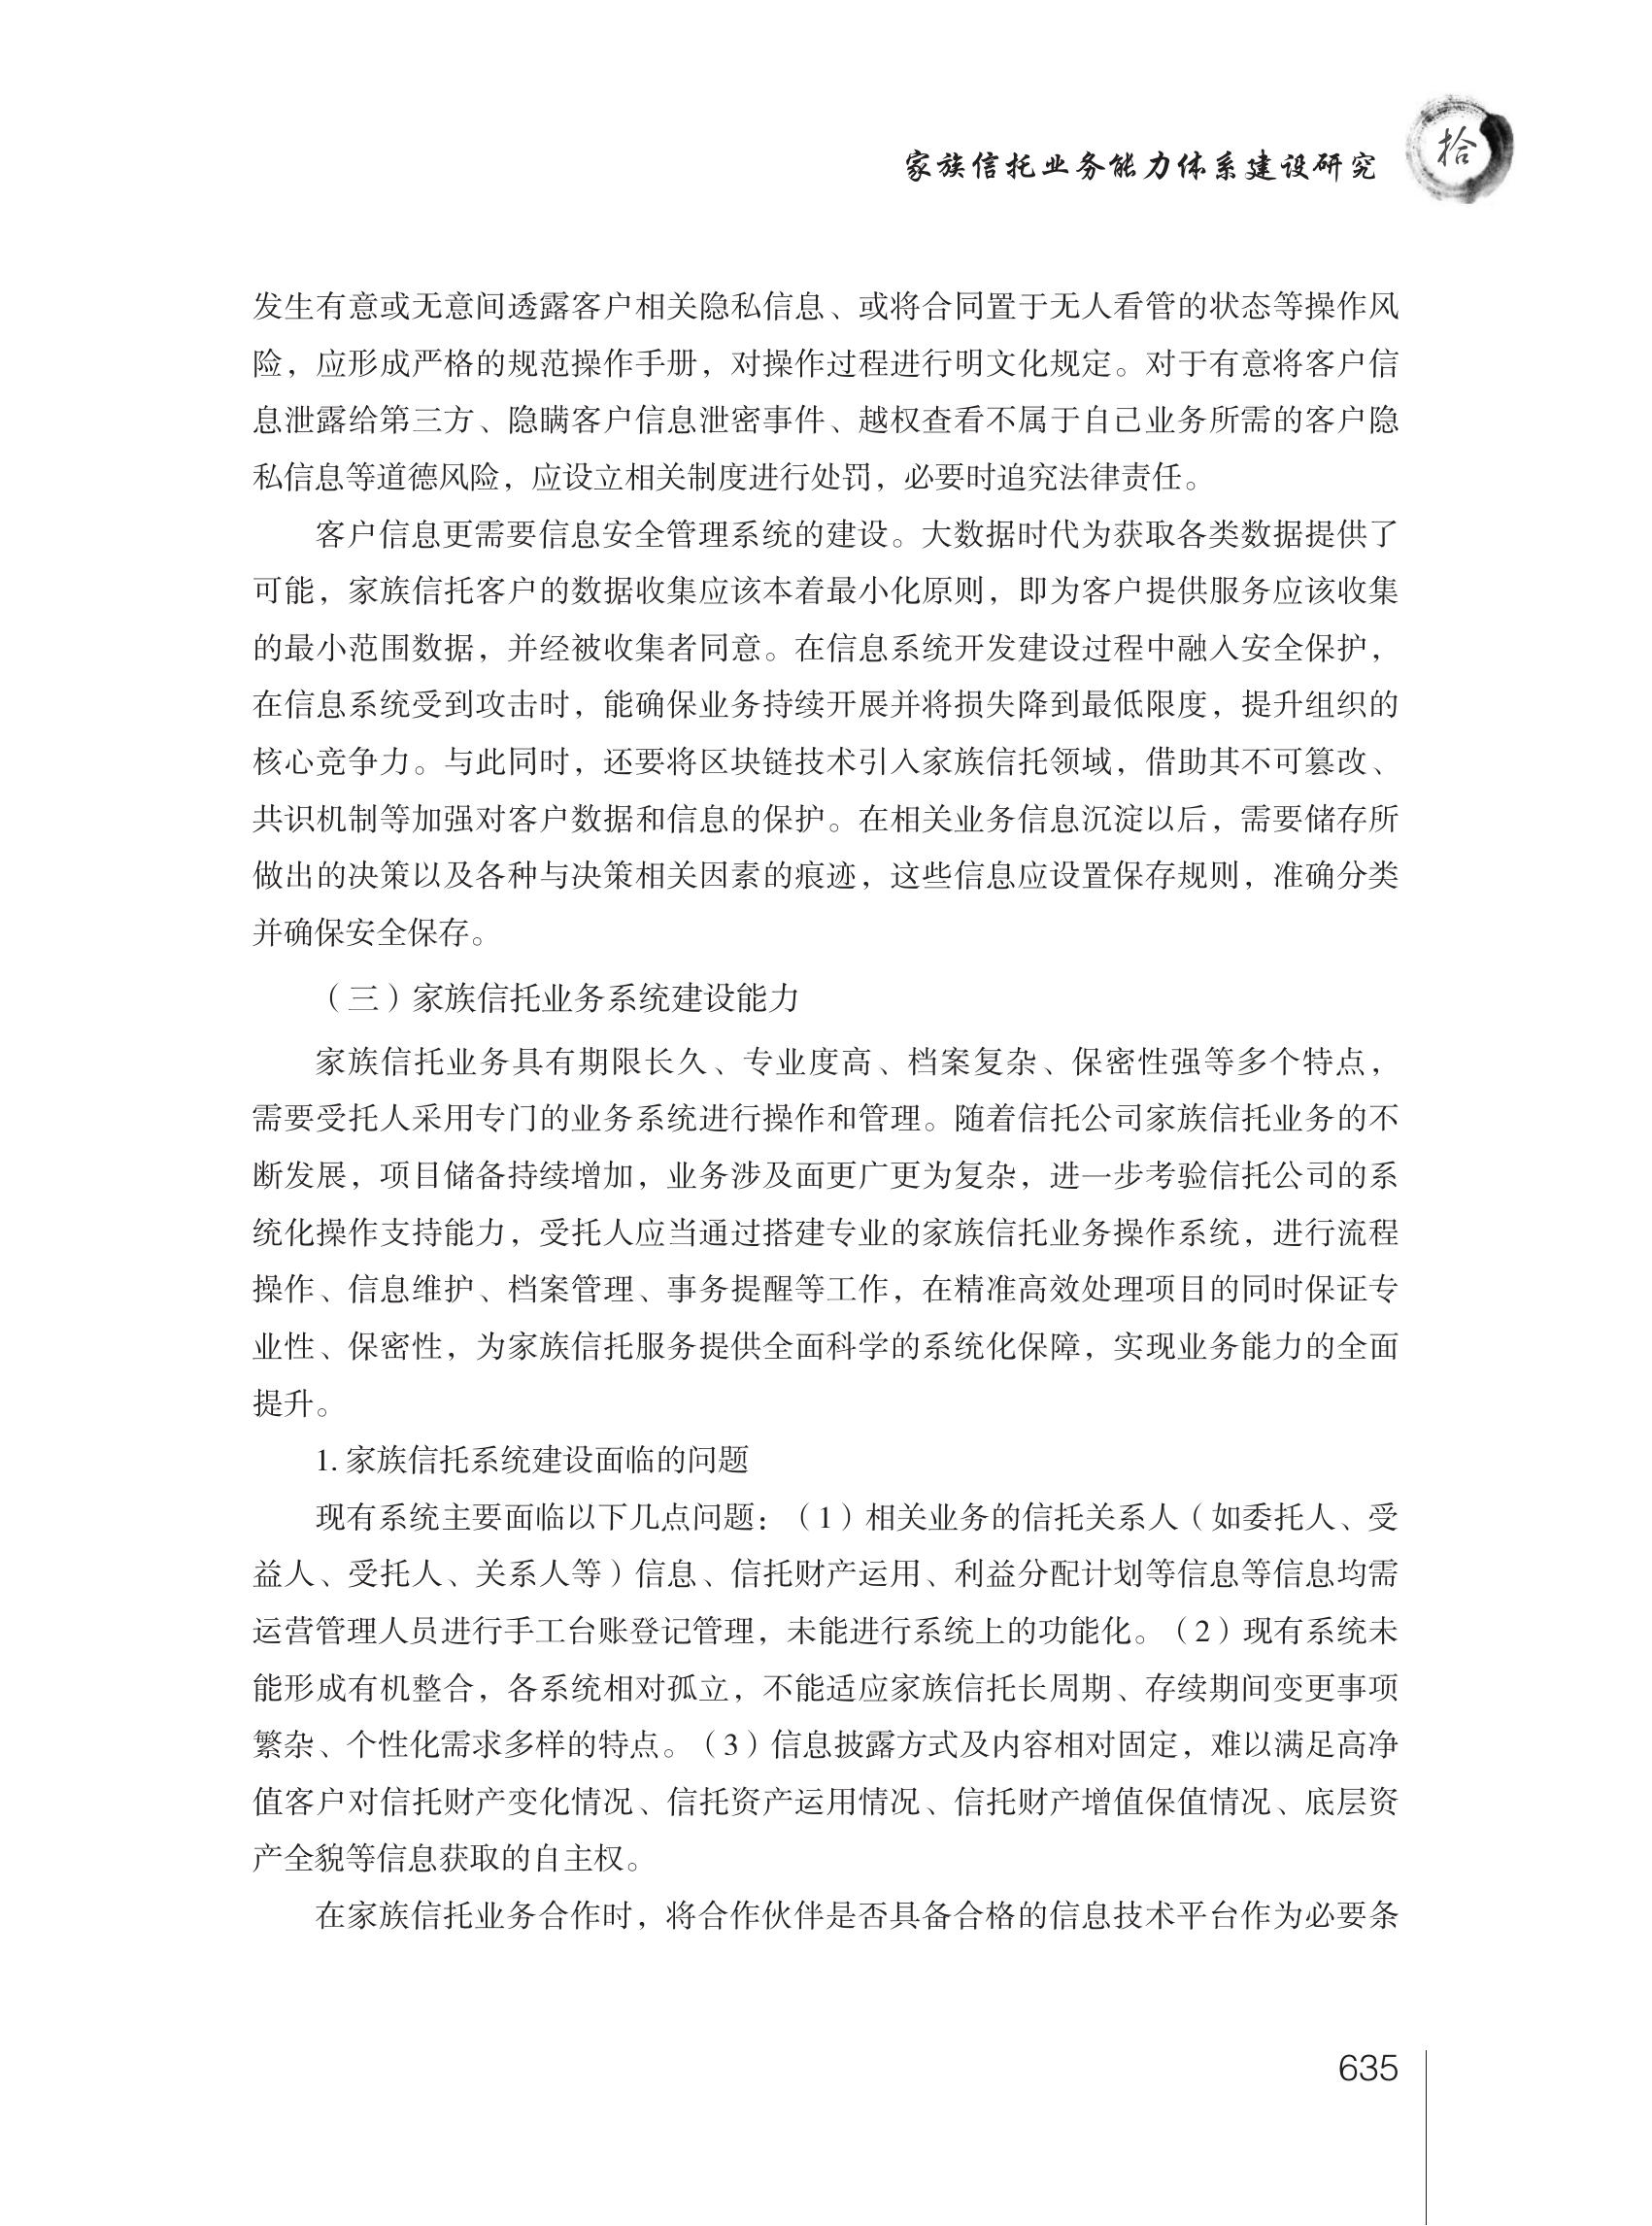 家族信托业务能力体系建设研究
拾
发生有意或无意间透露客户相关隐私信息、或将合同置于无人看管的状态等操作风
险，应形成严格的规范操作手册，对操作过程进行明文化规定。对于有意将客户信
息泄露给第三方、隐瞒客户信息泄密事件、越权查看不属于自己业务所需的客户隐
私信息等道德风险，应设立相关制度进行处罚，必要时追究法律责任。
客户信息更需要信息安全管理系统的建设。大数据时代为获取各类数据提供了
可能，家族信托客户的数据收集应该本着最小化原则，即为客户提供服务应该收集
的最小范围数据，并经被收集者同意。在信息系统开发建设过程中融入安全保护，
在信息系统受到攻击时，能确保业务持续开展并将损失降到最低限度，提升组织的
核心竞争力。与此同时，还要将区块链技术引入家族信托领域，借助其不可篡改、
共识机制等加强对客户数据和信息的保护。在相关业务信息沉淀以后，需要储存所
做出的决策以及各种与决策相关因素的痕迹，这些信息应设置保存规则，准确分类
并确保安全保存。
（三）家族信托业务系统建设能力
家族信托业务具有期限长久、专业度高、档案复杂、保密性强等多个特点，
需要受托人采用专门的业务系统进行操作和管理。随着信托公司家族信托业务的不
断发展，项目储备持续增加，业务涉及面更广更为复杂，进一步考验信托公司的系
统化操作支持能力，受托人应当通过搭建专业的家族信托业务操作系统，进行流程
操作、信息维护、档案管理、事务提醒等工作，在精准高效处理项目的同时保证专
业性、保密性，为家族信托服务提供全面科学的系统化保障，实现业务能力的全面
提升。
1. 家族信托系统建设面临的问题
现有系统主要面临以下几点问题：（1）相关业务的信托关系人（如委托人、受
益人、受托人、关系人等）信息、信托财产运用、利益分配计划等信息等信息均需
运营管理人员进行手工台账登记管理，未能进行系统上的功能化。（2）现有系统未
能形成有机整合，各系统相对孤立，不能适应家族信托长周期、存续期间变更事项
繁杂、个性化需求多样的特点。（3）信息披露方式及内容相对固定，难以满足高净
值客户对信托财产变化情况、信托资产运用情况、信托财产增值保值情况、底层资
产全貌等信息获取的自主权。
在家族信托业务合作时，将合作伙伴是否具备合格的信息技术平台作为必要条
635